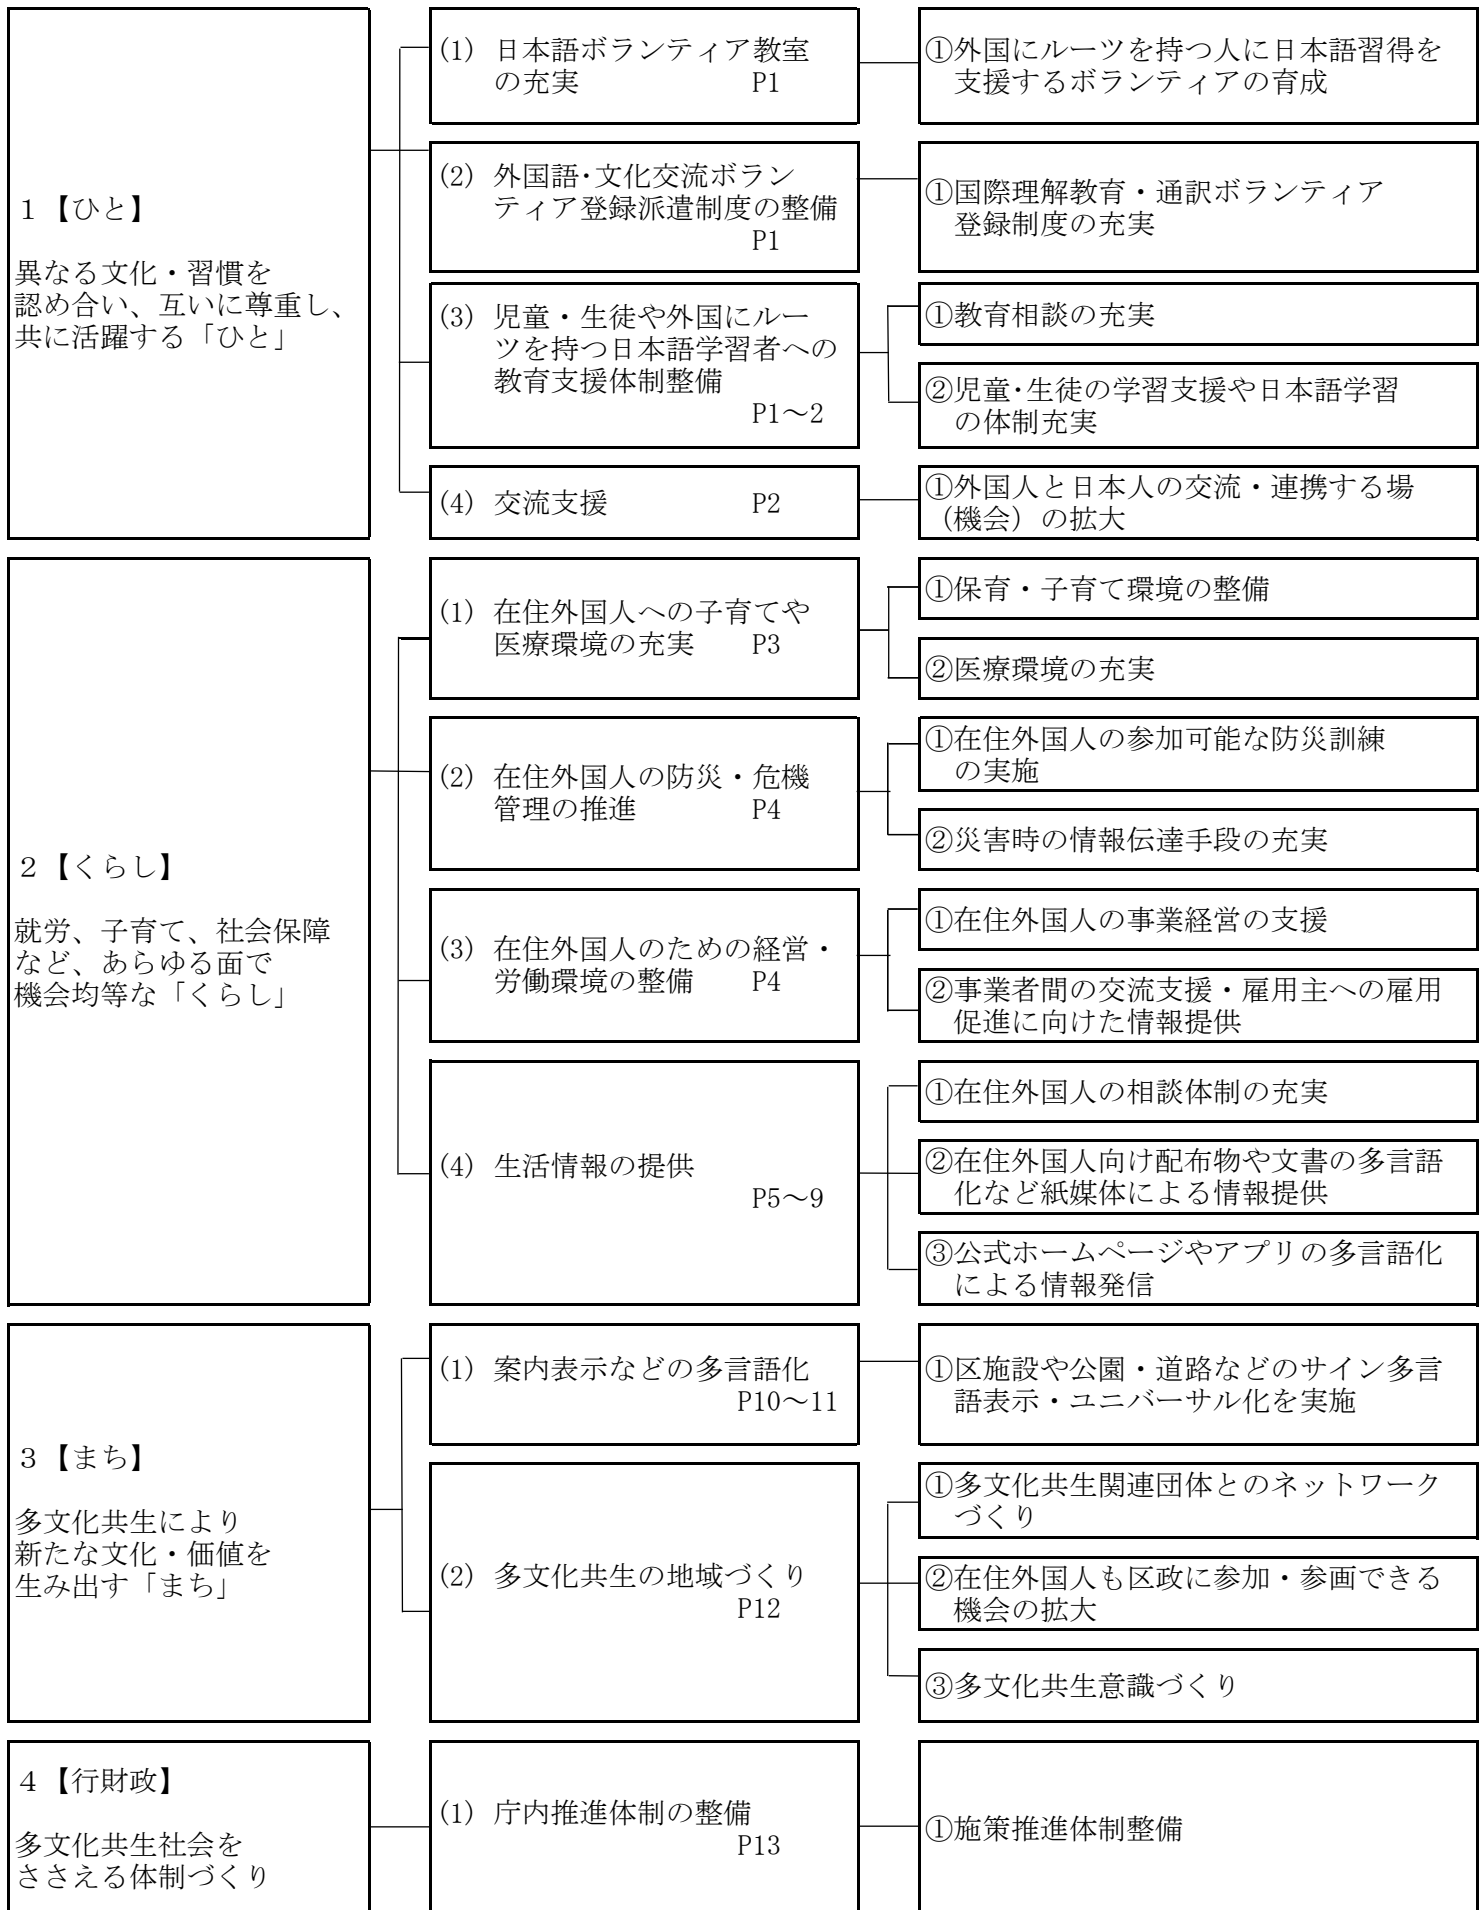 １【ひと】
異なる文化・習慣を
認め合い、互いに尊重し、
共に活躍する「ひと」
(1) 日本語ボランティア教室
の充実 P1
①外国にルーツを持つ人に日本語習得を
支援するボランティアの育成
(2) 外国語･文化交流ボラン
ティア登録派遣制度の整備
P1
①国際理解教育・通訳ボランティア
登録制度の充実
(3) 児童・生徒や外国にルー
ツを持つ日本語学習者への
教育支援体制整備
P1～2
①教育相談の充実
②児童･生徒の学習支援や日本語学習
の体制充実
(4) 交流支援 P2
①外国人と日本人の交流・連携する場
（機会）の拡大
２【くらし】
就労、子育て、社会保障
など、あらゆる面で
機会均等な「くらし」
(1) 在住外国人への子育てや
医療環境の充実 P3
①保育・子育て環境の整備
②医療環境の充実
(2) 在住外国人の防災・危機
管理の推進 P4
①在住外国人の参加可能な防災訓練
の実施
②災害時の情報伝達手段の充実
(3) 在住外国人のための経営・
労働環境の整備 P4
①在住外国人の事業経営の支援
②事業者間の交流支援・雇用主への雇用
促進に向けた情報提供
(4) 生活情報の提供
P5～9
①在住外国人の相談体制の充実
②在住外国人向け配布物や文書の多言語
化など紙媒体による情報提供
③公式ホームページやアプリの多言語化
による情報発信
３【まち】
多文化共生により
新たな文化・価値を
生み出す「まち」
(1) 案内表示などの多言語化
P10～11
①区施設や公園・道路などのサイン多言
語表示・ユニバーサル化を実施
(2) 多文化共生の地域づくり
P12
①多文化共生関連団体とのネットワーク
づくり
②在住外国人も区政に参加・参画できる
機会の拡大
③多文化共生意識づくり
４【行財政】
多文化共生社会を
ささえる体制づくり
(1) 庁内推進体制の整備
P13
①施策推進体制整備